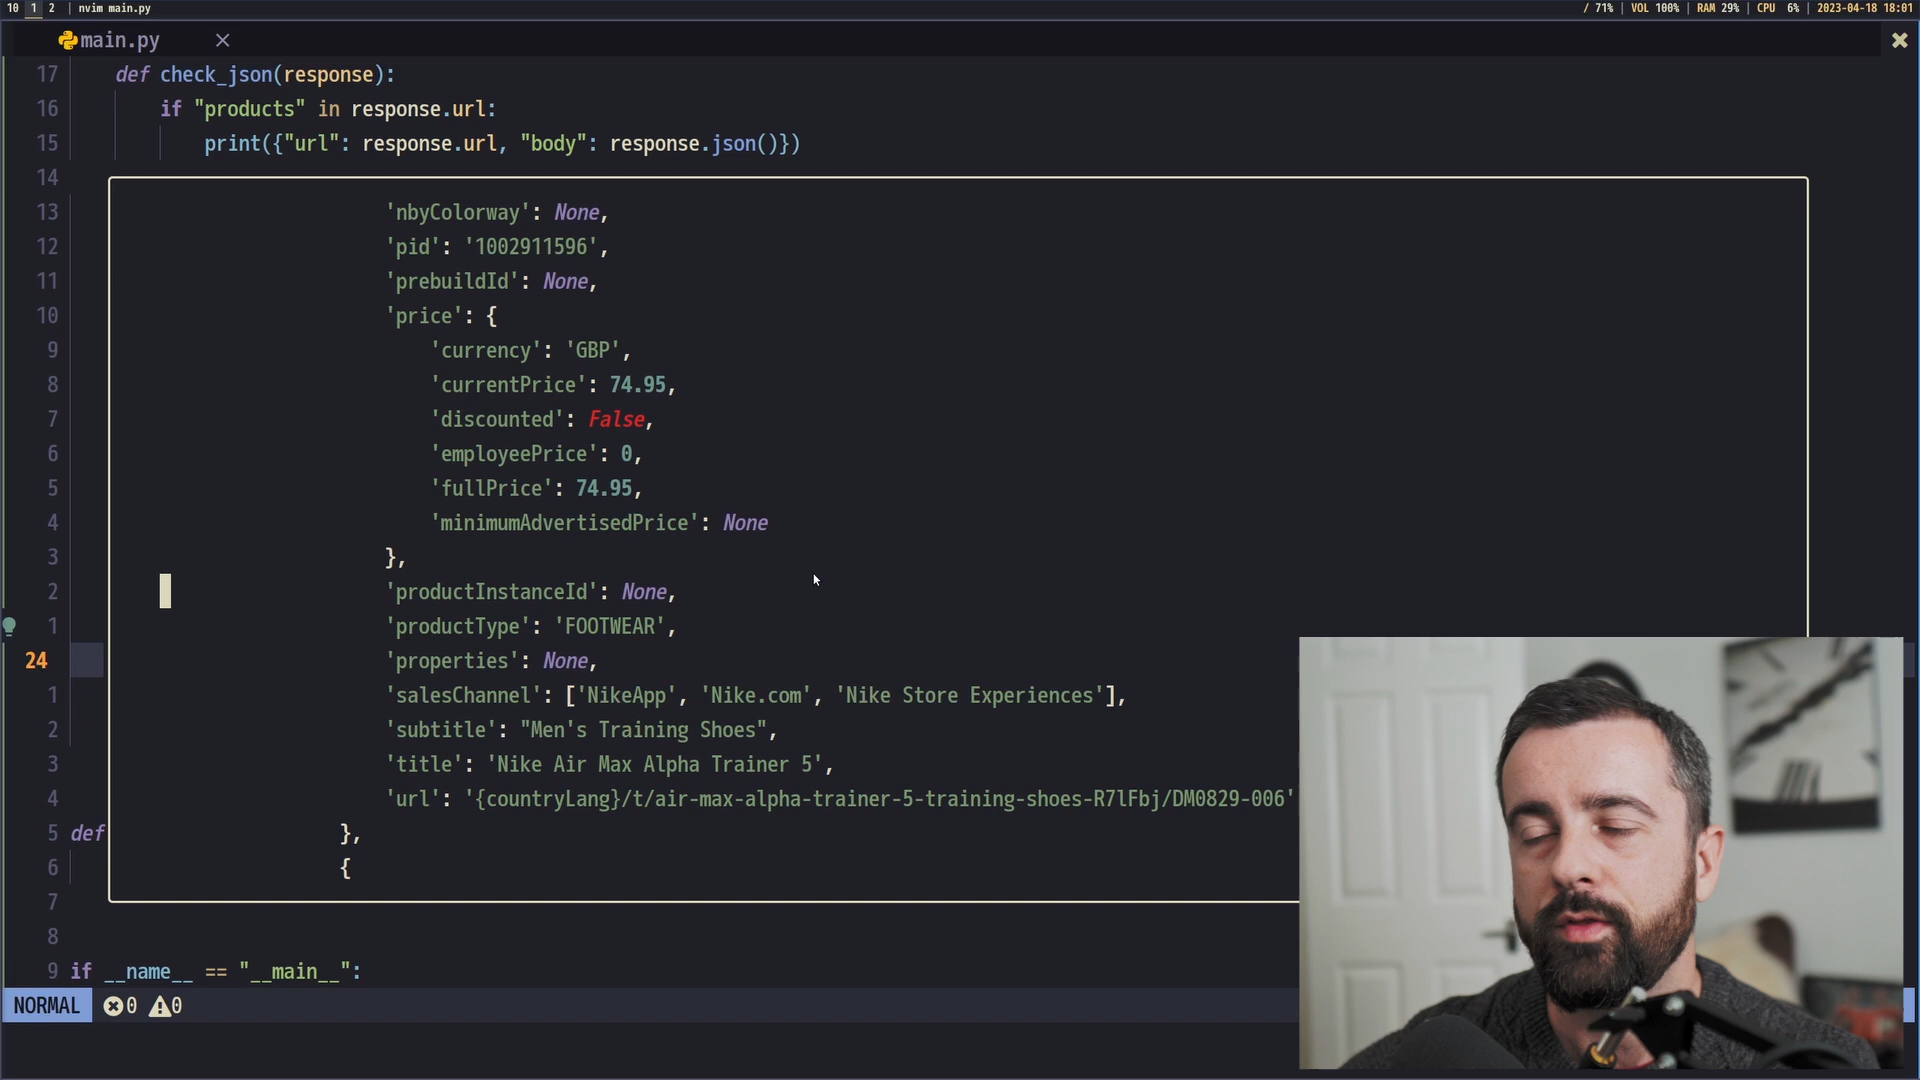 10 1 2 | nvim main.py
/ 71% | VOL 100% | RAM 29% | CPU 6% | 2023-04-18 18:01
main.py
17 def check_json(response):
16 if "products" in response.url:
15 print({"url": response.url, "body": response.json()})
14
13 'nbyColorway': None,
12 'pid': '1002911596',
11 'prebuildId': None,
10 'price': {
9 'currency': 'GBP',
8 'currentPrice': 74.95,
7 'discounted': False,
6 'employeePrice': 0,
5 'fullPrice': 74.95,
4 'minimumAdvertisedPrice': None
3 },
2 'productInstanceId': None,
1 'productType': 'FOOTWEAR',
24 'properties': None,
1 'salesChannel': ['NikeApp', 'Nike.com', 'Nike Store Experiences'],
2 'subtitle': "Men's Training Shoes",
3 'title': 'Nike Air Max Alpha Trainer 5',
4 'url': '{countryLang}/t/air-max-alpha-trainer-5-training-shoes-R7lFbj/DM0829-006'
5 def },
6 {
7
8
9 if __name__ == "__main__":
NORMAL 0 0